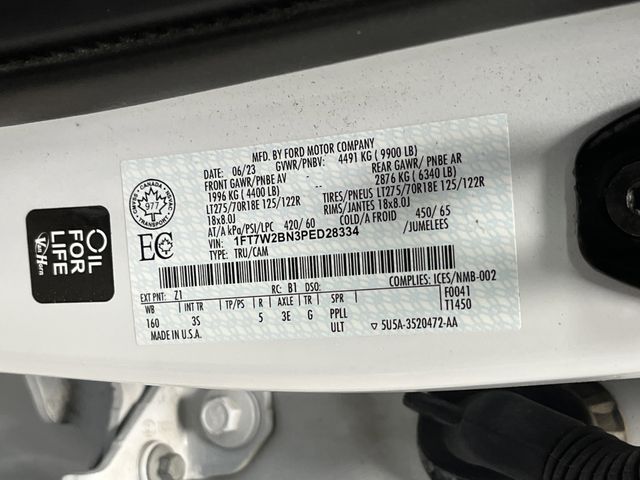 MFD. BY FORD MOTOR COMPANY
DATE: 06/23 GVWR/PNBV: 4491 KG ( 9900 LB)
FRONT GAWR/PNBE AV REAR GAWR/ PNBE AR
1996 KG ( 4400 LB) 2876 KG ( 6340 LB)
LT275/70R18E 125/122R TIRES/PNEUS LT275/70R18E 125/122R
18x8.0J RIMS/JANTES 18x8.0J
AT/A kPa/PSI/LPC 420/ 60 COLD/A FROID 450/ 65
VIN: 1FT7W2BN3PED28334 /JUMELEES
TYPE: TRU/CAM
CANADA
TRANSPORT
EC
OIL
FOR
LIFE
Van Horn
COMPLIES: ICES/NMB-002
EXT PNT: Z1 RC: B1 DSO: F0041
WB INT TR TP/PS R AXLE TR SPR T1450
160 3S 5 3E G PPLL
ULT
MADE IN U.S.A. 5U5A-3520472-AA